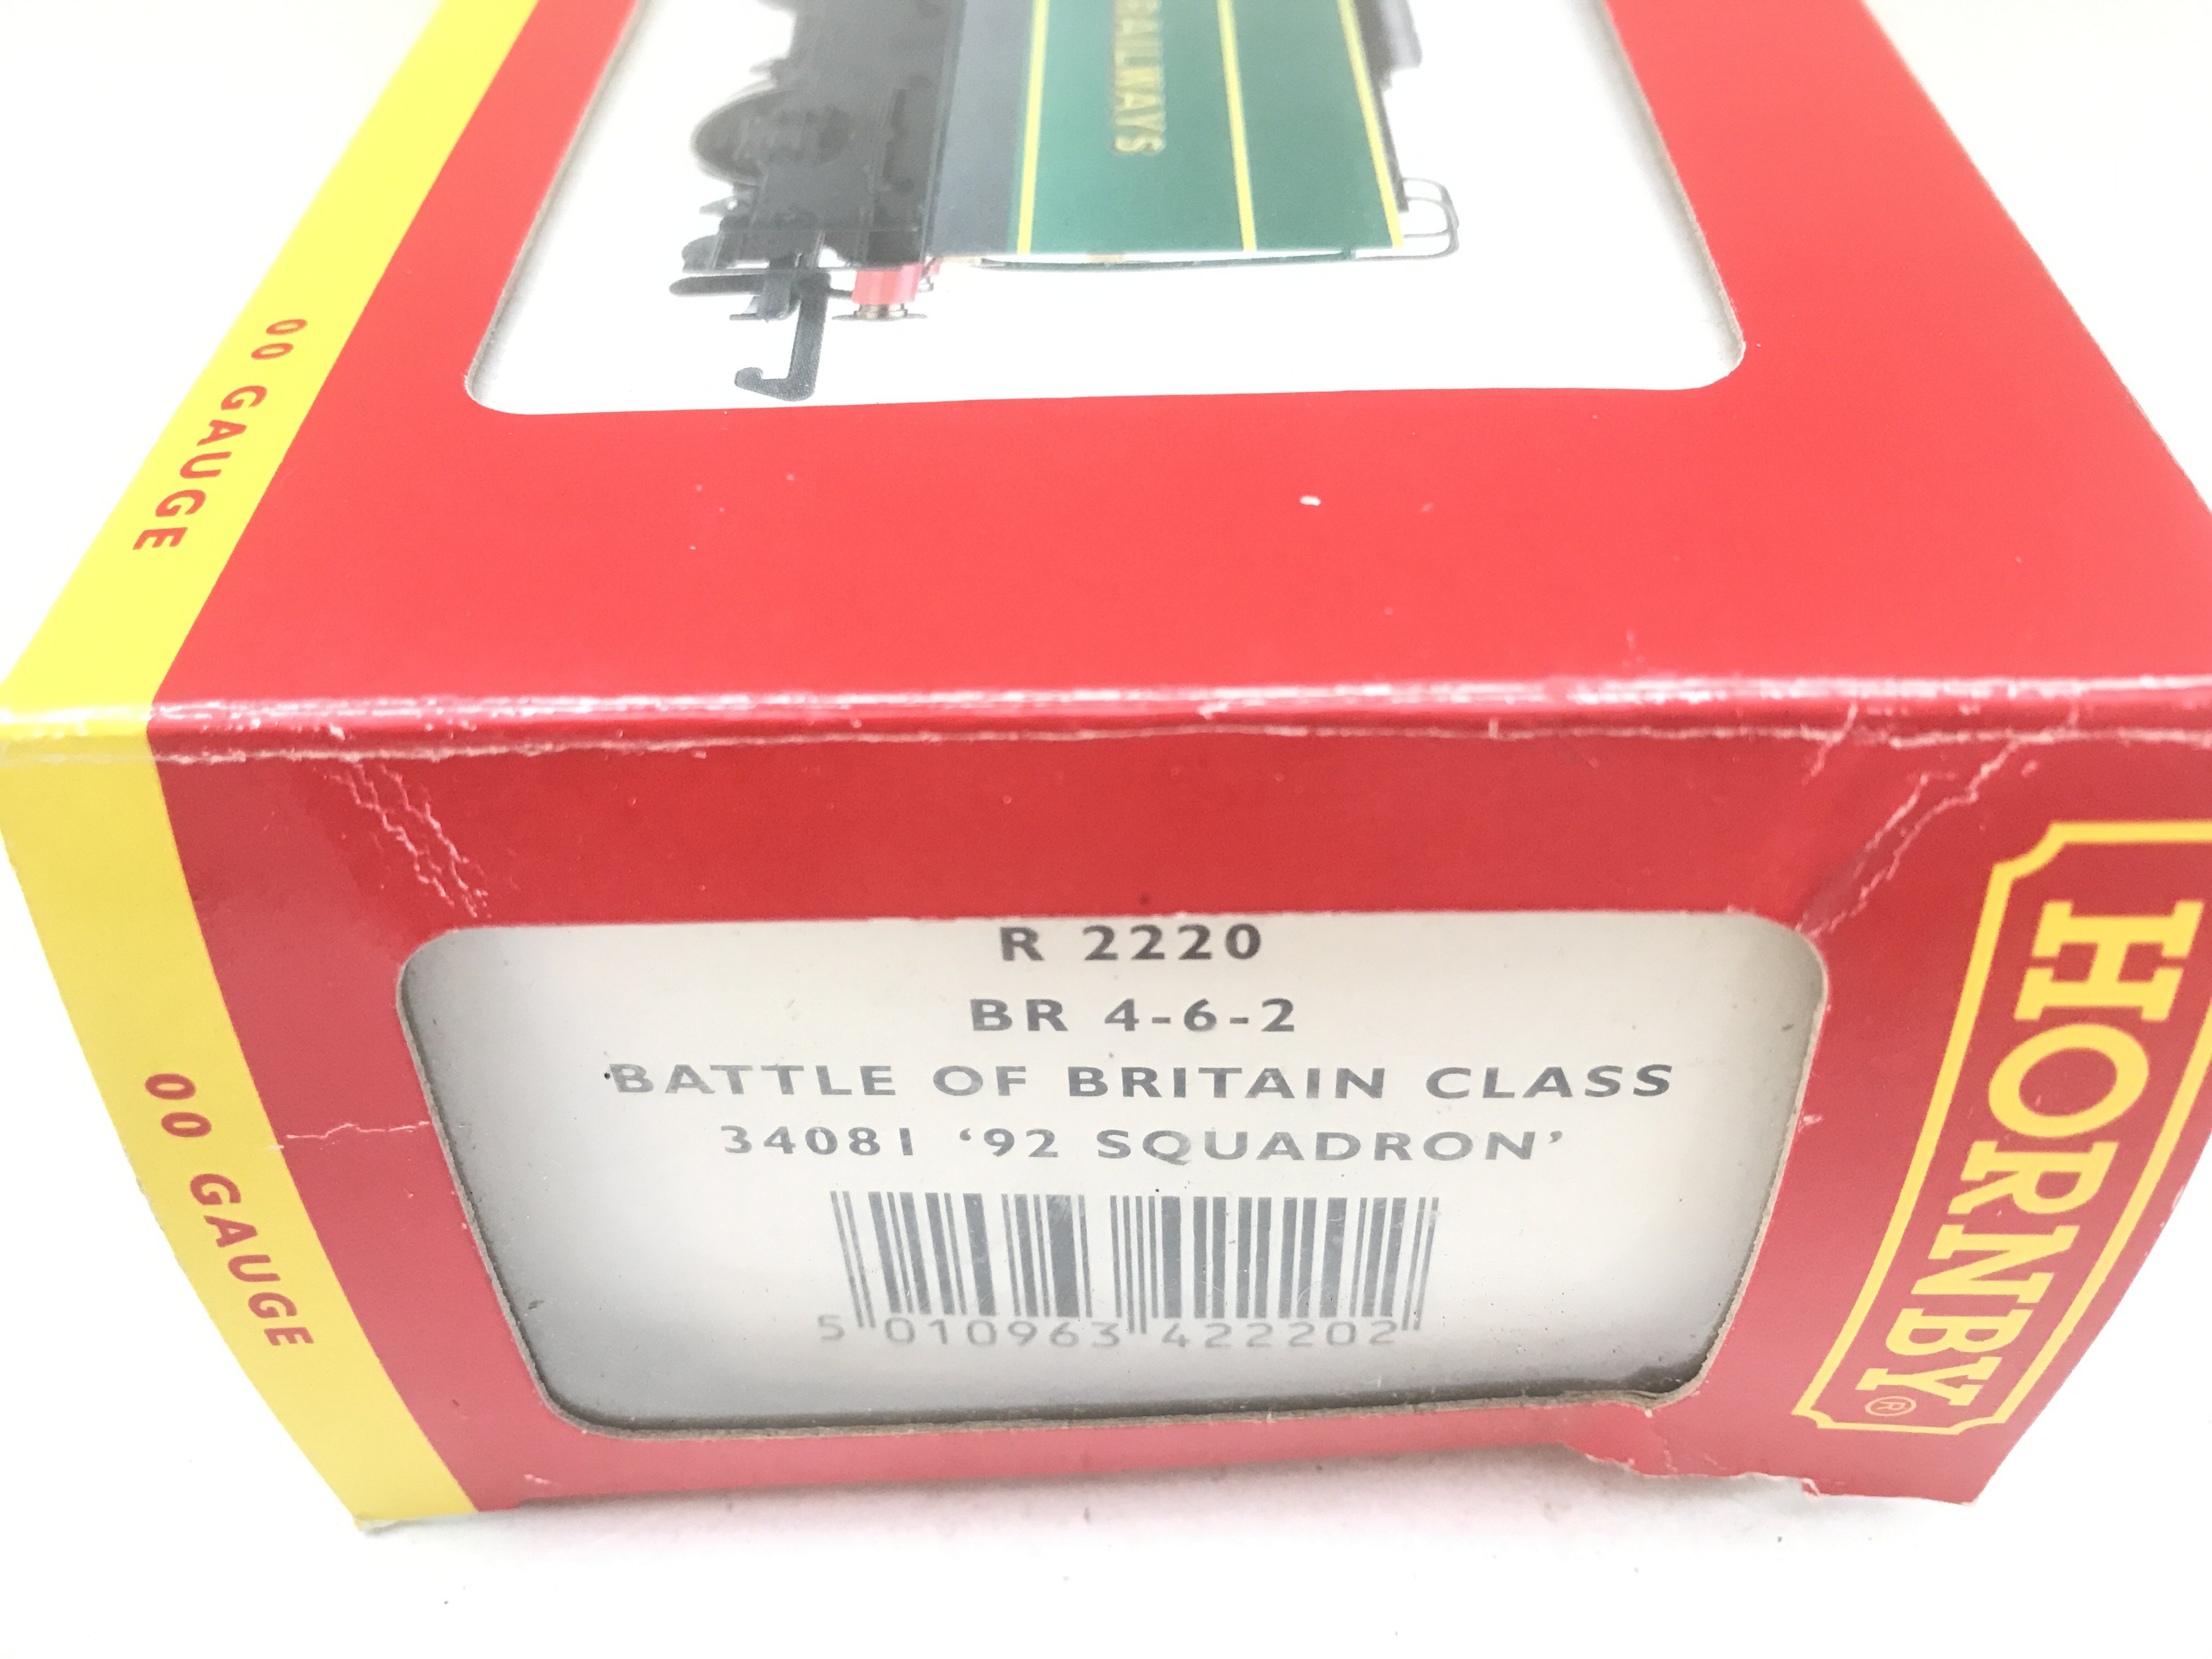 RAILWAYS
00 GAUGE
R 2220
BR 4-6-2
BATTLE OF BRITAIN CLASS
34081 ‘92 SQUADRON’
5 010963 422202
00 GAUGE
HORNBY®